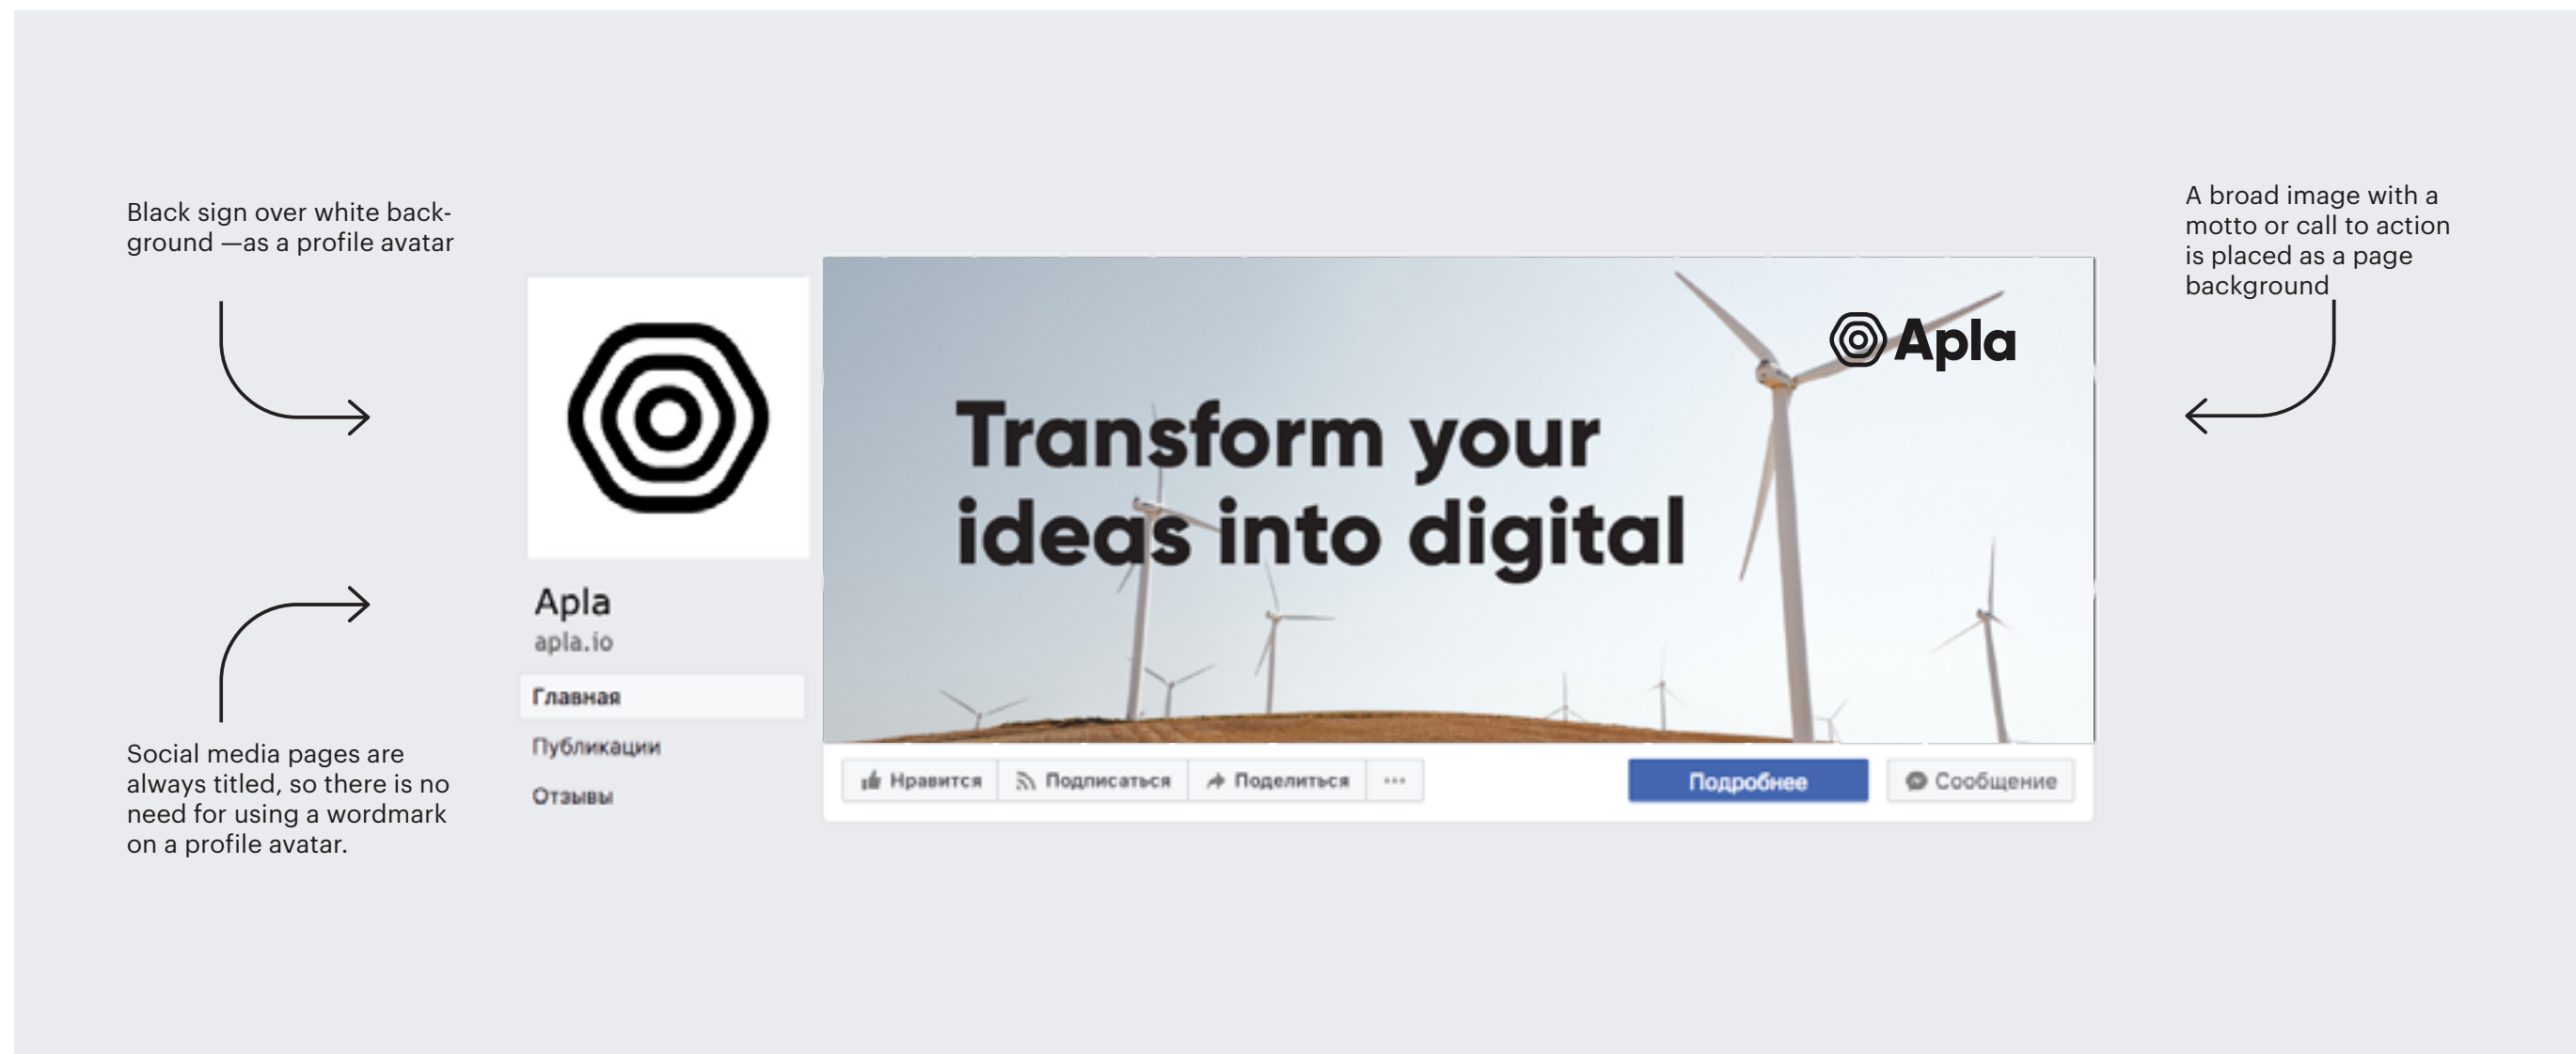 Black sign over white back-
ground —as a profile avatar
Social media pages are
always titled, so there is no
need for using a wordmark
on a profile avatar.
Apla
apla.io
Главная
Публикации
Отзывы
Apla
Transform your
ideas into digital
Нравится Подписаться Поделиться ...
Подробнее Сообщение
A broad image with a
motto or call to action
is placed as a page
background